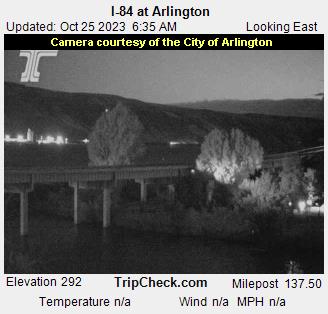 I-84 at Arlington
Updated: Oct 25 2023 6:35 AM Looking East
Camera courtesy of the City of Arlington
Elevation 292 TripCheck.com Milepost 137.50
Temperature n/a Wind n/a MPH n/a